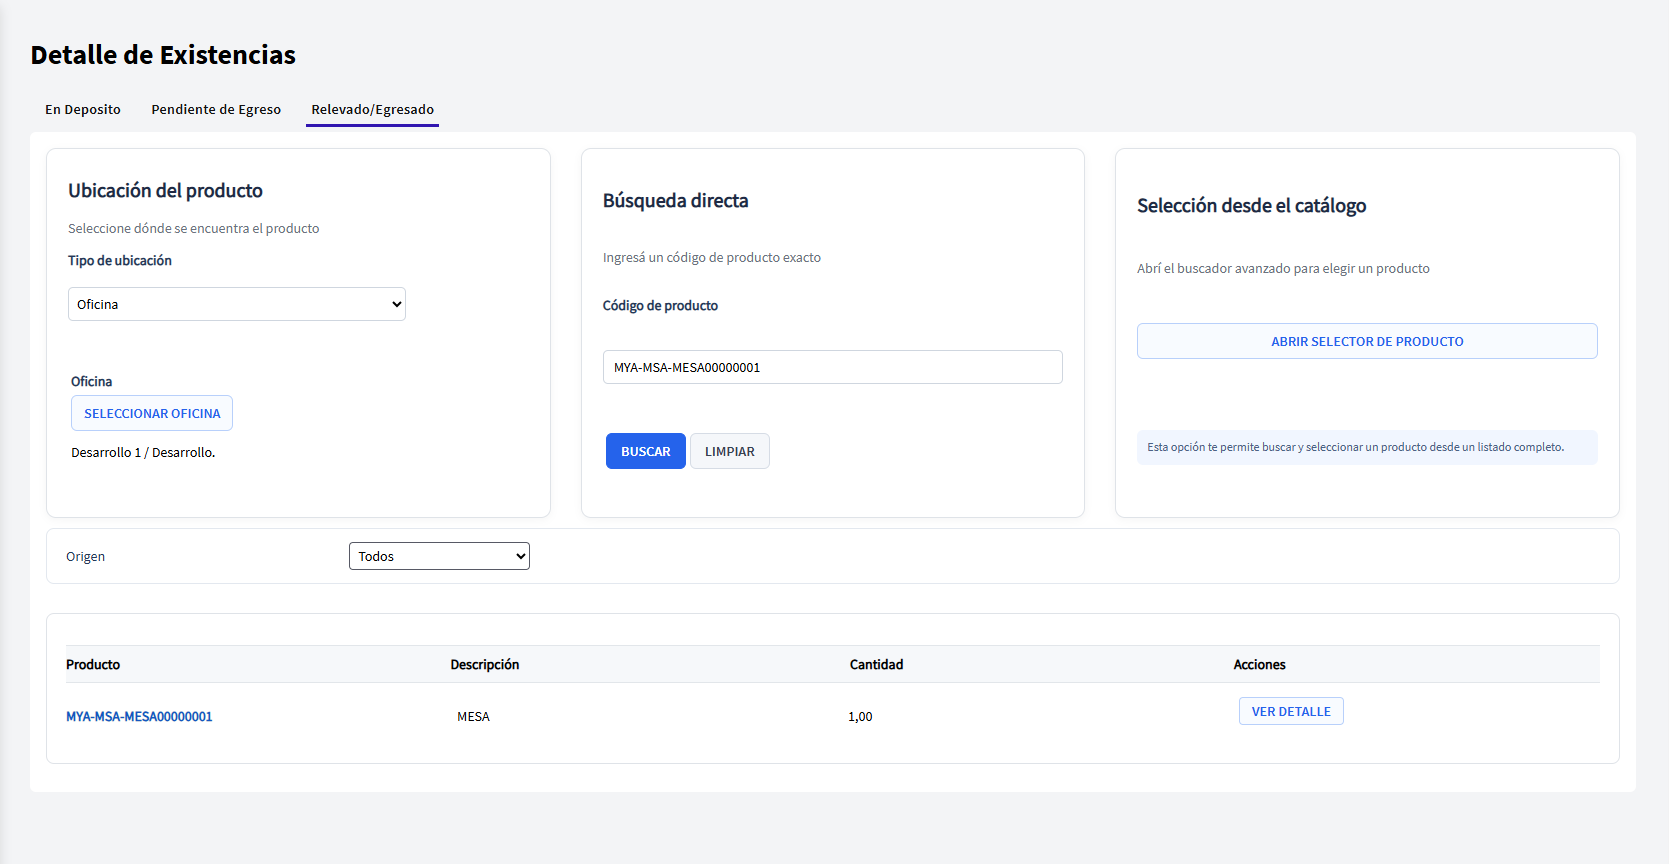 Detalle de Existencias
En Deposito
Pendiente de Egreso
Relevado/Egresado
Ubicación del producto
Seleccione dónde se encuentra el producto
Tipo de ubicación
Oficina
Oficina
SELECCIONAR OFICINA
Desarrollo 1 / Desarrollo.
Búsqueda directa
Ingresá un código de producto exacto
Código de producto
MYA-MSA-MESA00000001
BUSCAR
LIMPIAR
Selección desde el catálogo
Abrí el buscador avanzado para elegir un producto
ABRIR SELECTOR DE PRODUCTO
Esta opción te permite buscar y seleccionar un producto desde un listado completo.
Origen
Todos
Producto
Descripción
Cantidad
Acciones
MYA-MSA-MESA00000001
MESA
1,00
VER DETALLE